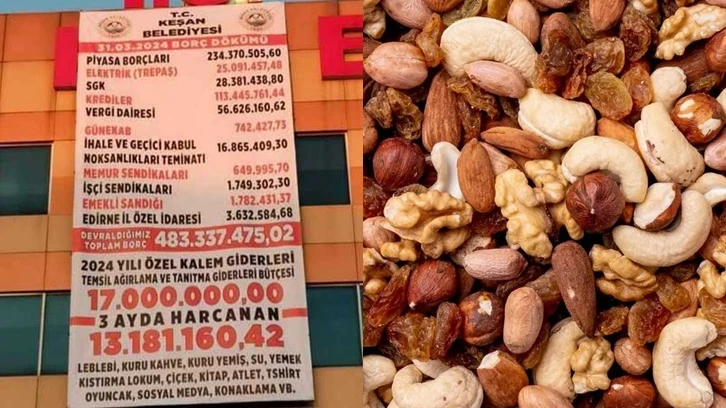 T.C.
KEŞAN
BELEDİYESİ
31.03.2024 BORÇ DÖKÜMÜ
PİYASA BORÇLARI 234.370.505,60
ELEKTRİK (TREPAŞ) 25.091.457,48
SGK 28.381.438,80
KREDİLER 113.445.761,44
VERGİ DAİRESİ 56.626.160,62
GÜNEKAB 742.427,73
İHALE VE GEÇİCİ KABUL
NOKSANLIKLARI TEMİNATI 16.865.409,30
MEMUR SENDİKALARI 649.995,70
İŞÇİ SENDİKALARI 1.749.302,30
EMEKLİ SANDIĞI 1.782.431,37
EDİRNE İL ÖZEL İDARESİ 3.632.584,68
DEVRALDIĞIMIZ
TOPLAM BORÇ 483.337.475,02
2024 YILI ÖZEL KALEM GİDERLERİ
TEMSİL AĞIRLAMA VE TANITMA GİDERLERİ BÜTÇESİ
17.000.000,00
3 AYDA HARCANAN
13.181.160,42
LEBLEBİ, KURU KAHVE, KURU YEMİŞ, SU, YEMEK
KISTIRMA LOKUM, ÇİÇEK, KİTAP, ATLET, TSHİRT
OYUNCAK, SOSYAL MEDYA, KONAKLAMA VB.